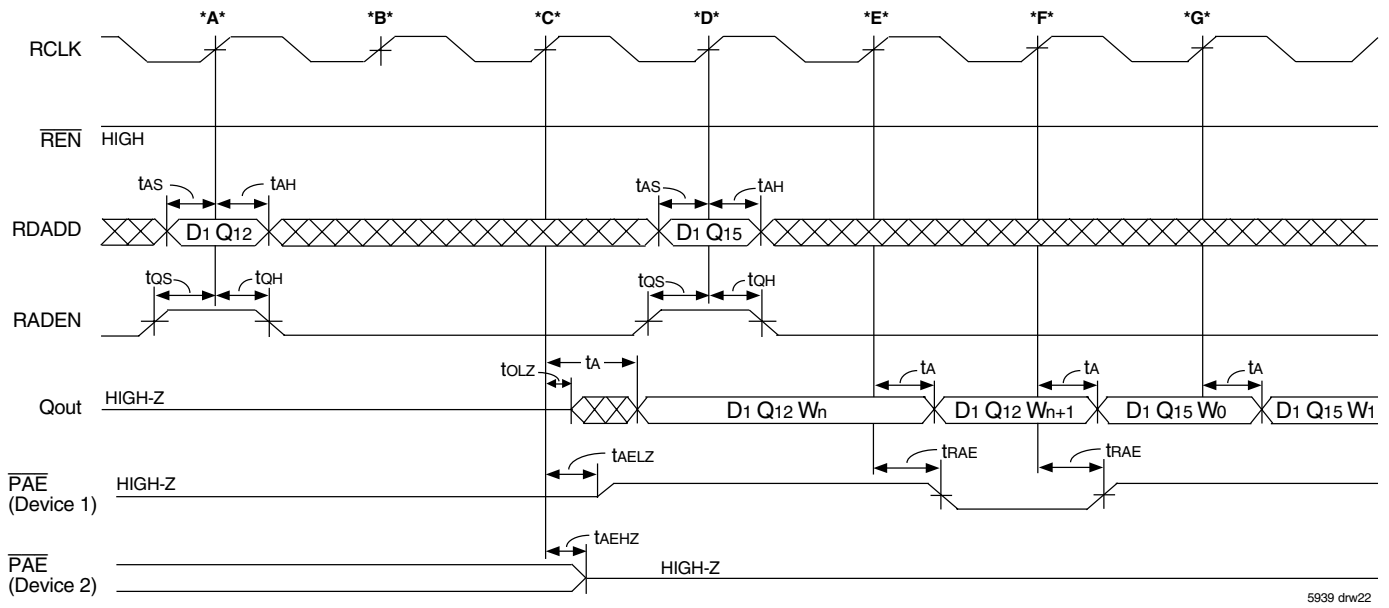 *A* *B* *C* *D* *E* *F* *G*
RCLK
REN HIGH
tAS tAH tAS tAH
RDADD D1 Q12 D1 Q15
tQS tQH tQS tQH
RADEN
tOLZ tA tA tA tA
Qout HIGH-Z D1 Q12 Wn D1 Q12 Wn+1 D1 Q15 W0 D1 Q15 W1
tAELZ tRAE tRAE
PAE HIGH-Z
(Device 1)
tAEHZ
PAE HIGH-Z
(Device 2)
5939 drw22